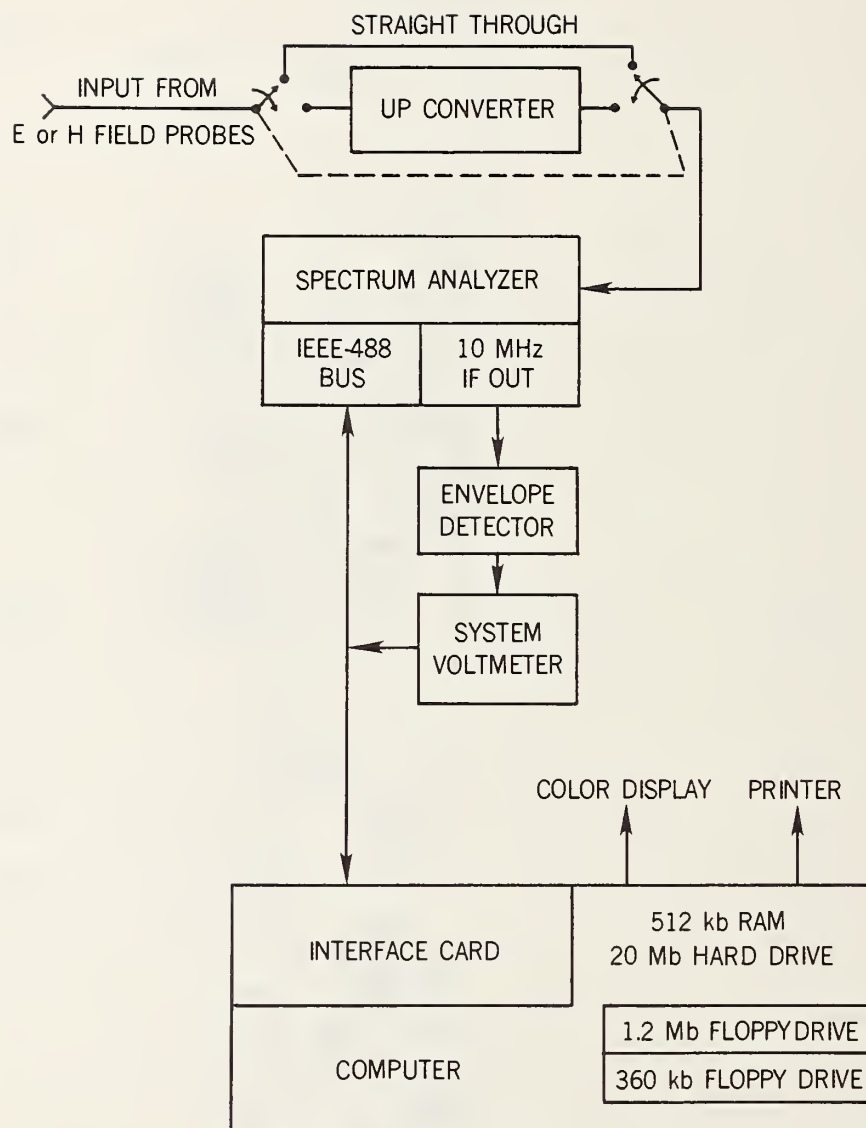 STRAIGHT THROUGH
INPUT FROM
E or H FIELD PROBES
UP CONVERTER
SPECTRUM ANALYZER
IEEE-488
BUS
10 MHz
IF OUT
ENVELOPE
DETECTOR
SYSTEM
VOLTMETER
COLOR DISPLAY
PRINTER
INTERFACE CARD
512 kb RAM
20 Mb HARD DRIVE
1.2 Mb FLOPPY DRIVE
360 kb FLOPPY DRIVE
COMPUTER